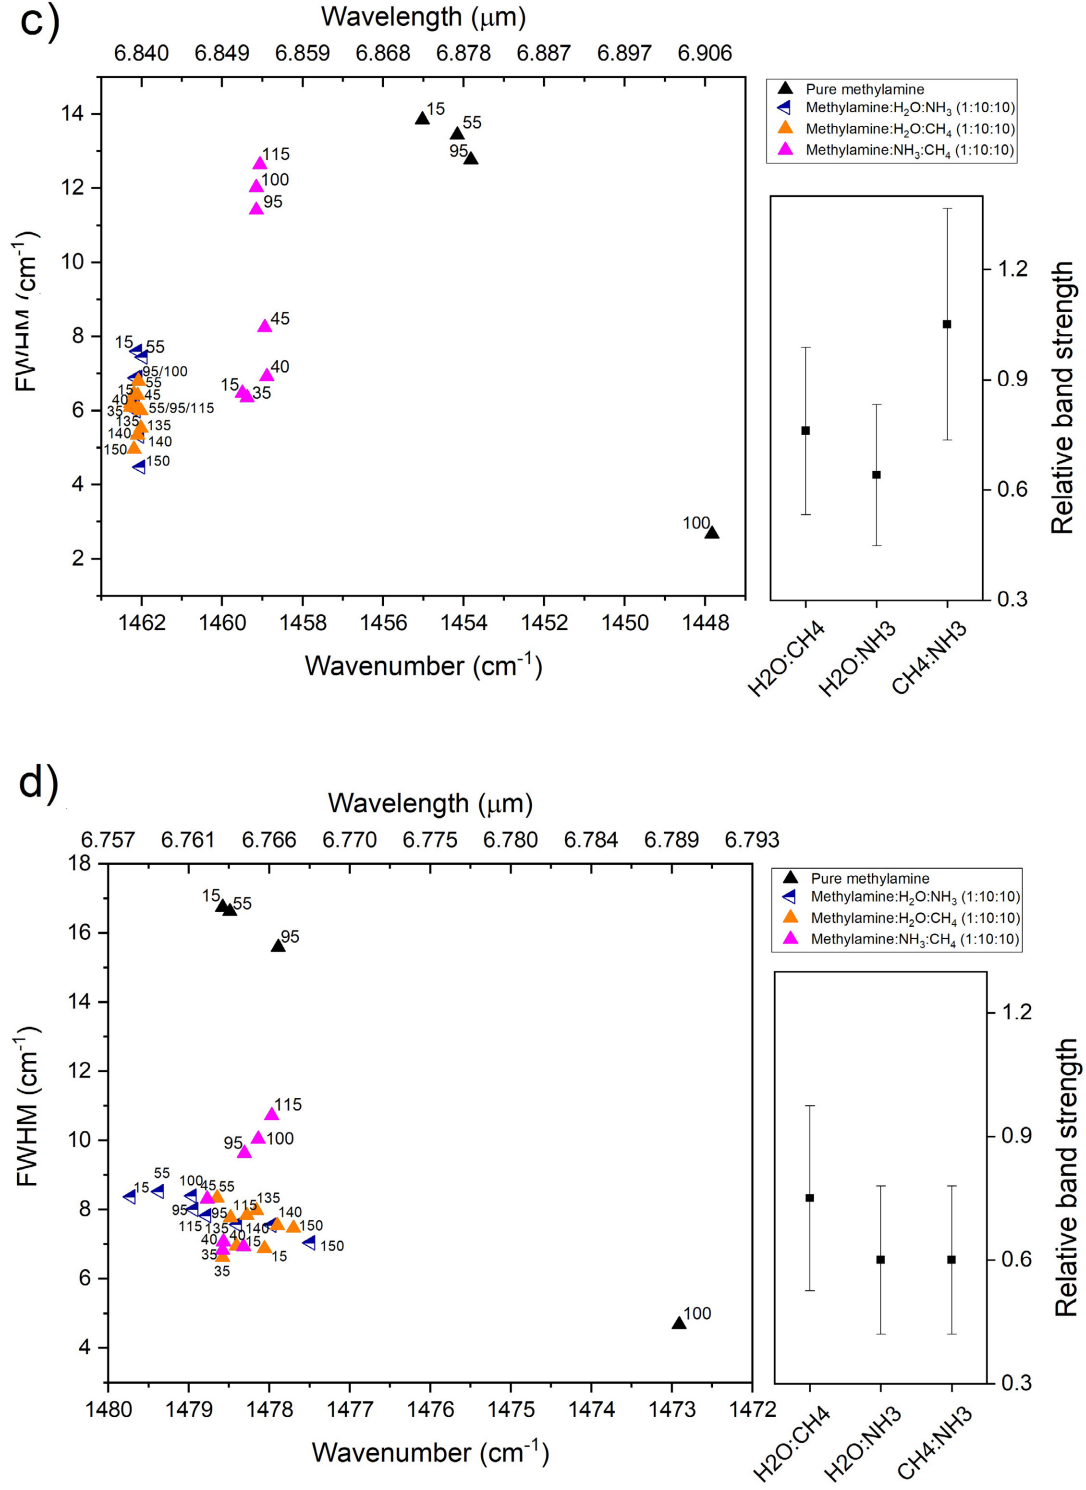 c)
Wavelength (μm)
6.840 6.849 6.859 6.868 6.878 6.887 6.897 6.906
14
12
10
8
6
4
2
FWHM (cm⁻¹)
15
55
95
115
100
95
45
40
15 35
15 55
95/100
55
15 45
40
35 55/95/115
135 135
140 140
150 150
100
1462 1460 1458 1456 1454 1452 1450 1448
Wavenumber (cm⁻¹)
Pure methylamine
Methylamine:H₂O:NH₃ (1:10:10)
Methylamine:H₂O:CH₄ (1:10:10)
Methylamine:NH₃:CH₄ (1:10:10)
1.2
0.9
0.6
0.3
Relative band strength
H2O:CH4
H2O:NH3
CH4:NH3
d)
Wavelength (μm)
6.757 6.761 6.766 6.770 6.775 6.780 6.784 6.789 6.793
18
16
14
12
10
8
6
4
FWHM (cm⁻¹)
15 55
95
115
95 100
15 55 100 45 55
95 95 115 135
115 135 140 140 150
40 40 15 150
35 15
35
100
1480 1479 1478 1477 1476 1475 1474 1473 1472
Wavenumber (cm⁻¹)
Pure methylamine
Methylamine:H₂O:NH₃ (1:10:10)
Methylamine:H₂O:CH₄ (1:10:10)
Methylamine:NH₃:CH₄ (1:10:10)
1.2
0.9
0.6
0.3
Relative band strength
H2O:CH4
H2O:NH3
CH4:NH3